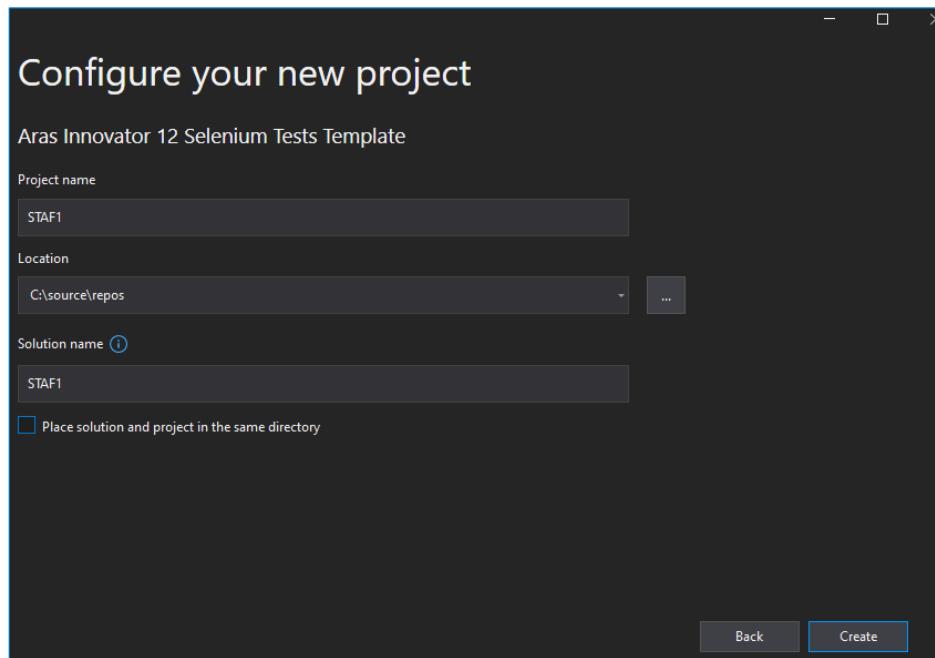 Configure your new project
Aras Innovator 12 Selenium Tests Template
Project name
STAF1
Location
C:\source\repos
...
Solution name
STAF1
Place solution and project in the same directory
Back Create